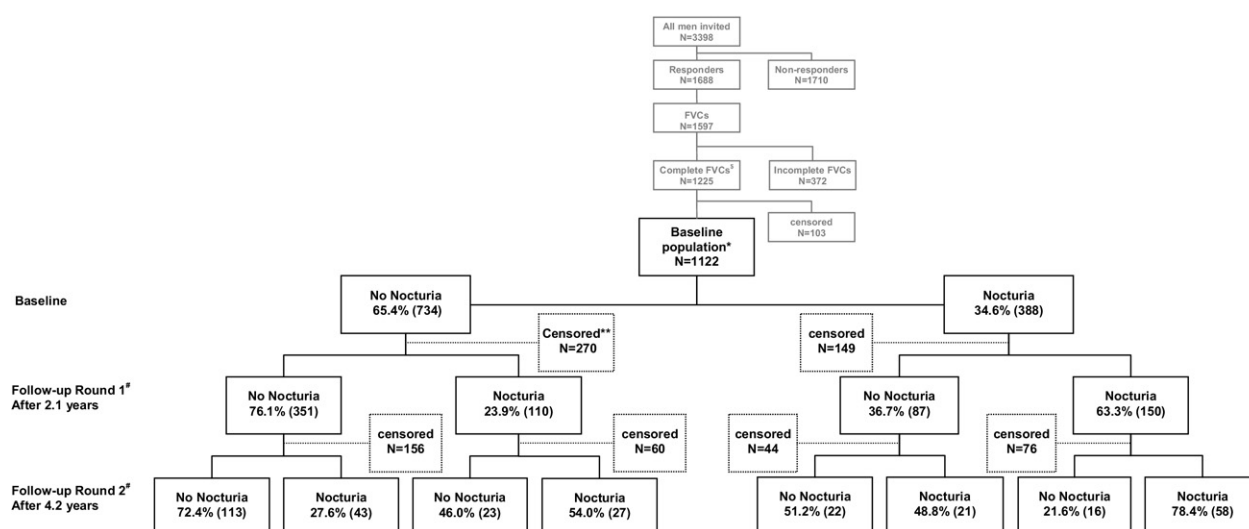 All men invited
N=3398
Responders
N=1688
Non-responders
N=1710
FVCs
N=1597
Complete FVCs$
N=1225
Incomplete FVCs
N=372
censored
N=103
Baseline
population*
N=1122
Baseline
No Nocturia
65.4% (734)
Nocturia
34.6% (388)
Censored**
N=270
censored
N=149
Follow-up Round 1#
After 2.1 years
No Nocturia
76.1% (351)
Nocturia
23.9% (110)
No Nocturia
36.7% (87)
Nocturia
63.3% (150)
censored
N=156
censored
N=60
censored
N=44
censored
N=76
Follow-up Round 2#
After 4.2 years
No Nocturia
72.4% (113)
Nocturia
27.6% (43)
No Nocturia
46.0% (23)
Nocturia
54.0% (27)
No Nocturia
51.2% (22)
Nocturia
48.8% (21)
No Nocturia
21.6% (16)
Nocturia
78.4% (58)